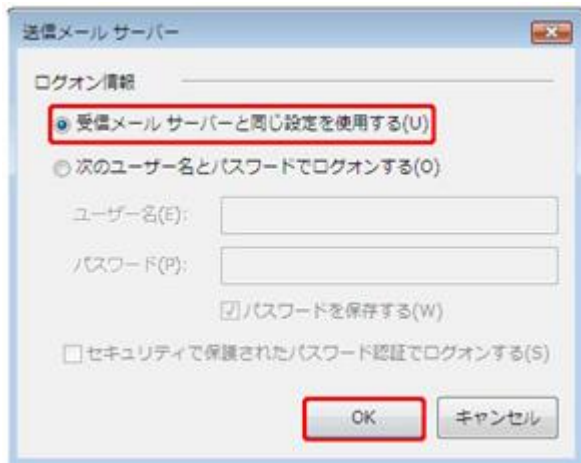 送信メール サーバー
ログオン情報
受信メール サーバーと同じ設定を使用する(U)
次のユーザー名とパスワードでログオンする(O)
ユーザー名(E):
パスワード(P):
パスワードを保存する(W)
セキュリティで保護されたパスワード認証でログオンする(S)
OK キャンセル